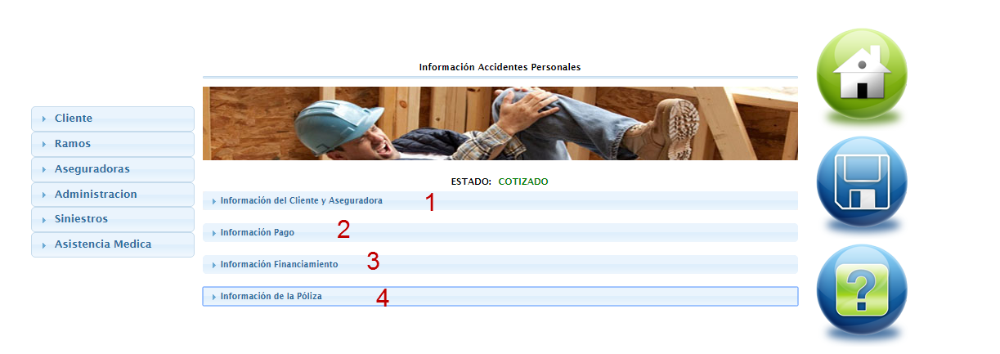 Información Accidentes Personales
Cliente
Ramos
Aseguradoras
Administracion
Siniestros
Asistencia Medica
ESTADO: COTIZADO
Información del Cliente y Aseguradora 1
Información Pago 2
Información Financiamiento 3
Información de la Póliza 4
?